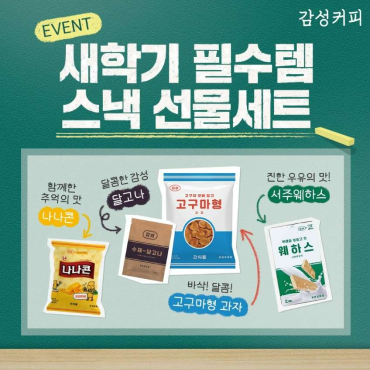 감성커피
EVENT
새학기 필수템
스낵 선물세트
함께한
추억의 맛
나나콘
달콤한 감성
달고나
진한 우유의 맛!
서주웨하스
바삭! 달콤!
고구마형 과자
나나콘
고구마형
과자
웨하스